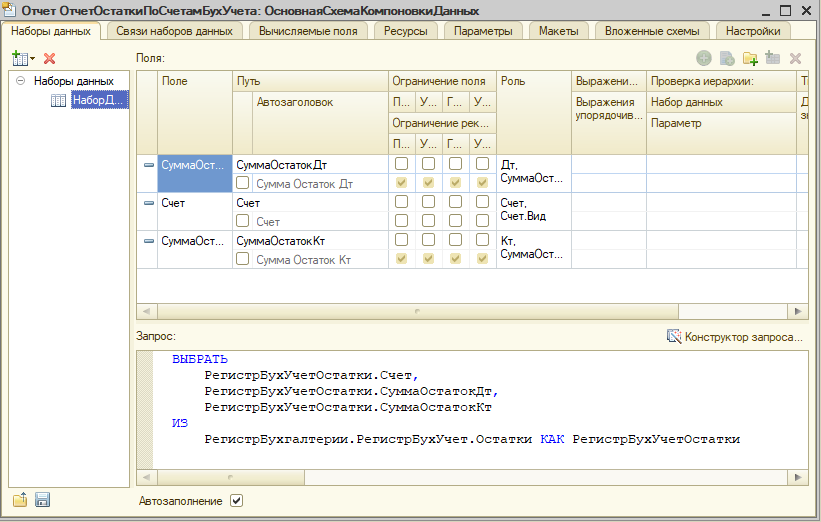 Отчет ОтчетОстаткиПоСчетамБухУчета: ОсновнаяСхемаКомпоновкиДанных
Наборы данных Связи наборов данных Вычисляемые поля Ресурсы Параметры Макеты Вложенные схемы Настройки
Поля:
Наборы данных
НаборД...
Поле Путь Ограничение поля Роль Выражени... Проверка иерархии:
Автозаголовок П... У... Г... У... Выражения упорядочив... Набор данных
Ограничение рек... Параметр
П... У... Г... У...
СуммаОст... СуммаОстатокДт Дт,
Сумма Остаток Дт СуммаОст...
Счет Счет Счет,
Счет Счет.Вид
СуммаОст... СуммаОстатокКт Кт,
Сумма Остаток Кт СуммаОст...
Запрос: Конструктор запроса...
ВЫБРАТЬ
РегистрБухУчетОстатки.Счет,
РегистрБухУчетОстатки.СуммаОстатокДт,
РегистрБухУчетОстатки.СуммаОстатокКт
ИЗ
РегистрБухгалтерии.РегистрБухУчет.Остатки КАК РегистрБухУчетОстатки
Автозаполнение